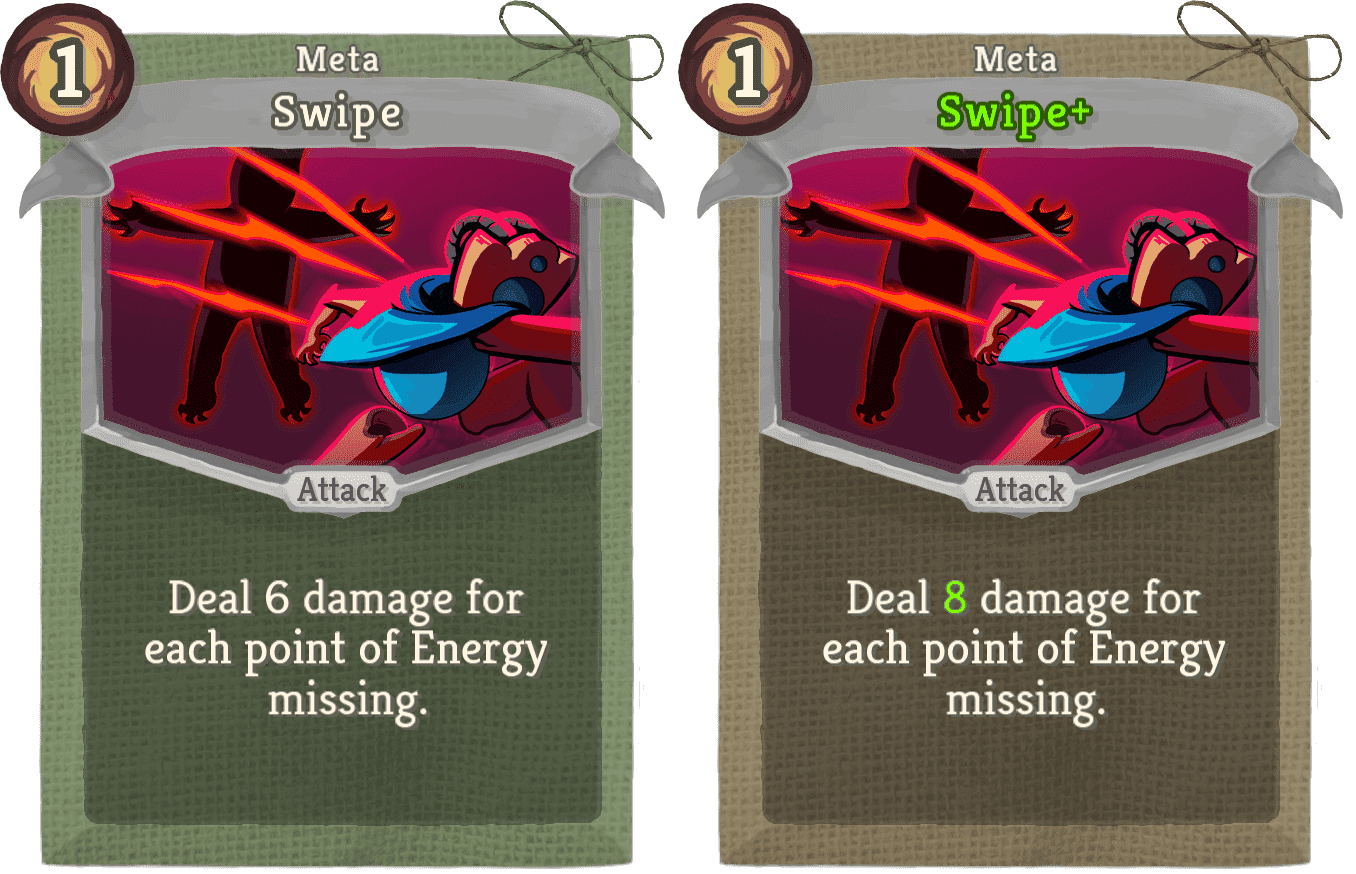 1
Meta
Swipe
Attack
Deal 6 damage for
each point of Energy
missing.
1
Meta
Swipe+
Attack
Deal 8 damage for
each point of Energy
missing.